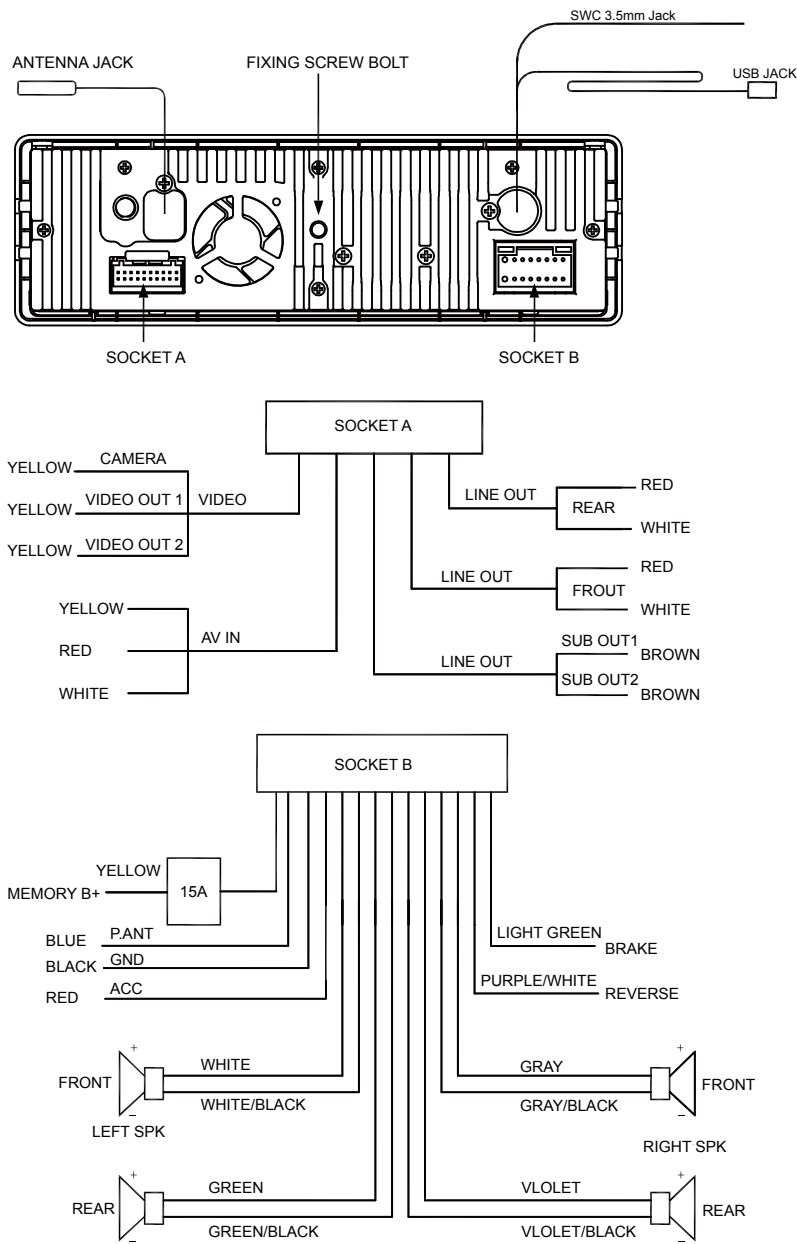 SWC 3.5mm Jack
ANTENNA JACK
FIXING SCREW BOLT
USB JACK
SOCKET A
SOCKET B
SOCKET A
YELLOW
CAMERA
YELLOW
VIDEO OUT 1
VIDEO
YELLOW
VIDEO OUT 2
YELLOW
RED
AV IN
WHITE
LINE OUT
RED
REAR
WHITE
LINE OUT
RED
FROUT
WHITE
LINE OUT
SUB OUT1
BROWN
SUB OUT2
BROWN
SOCKET B
YELLOW
MEMORY B+
15A
BLUE
P.ANT
BLACK
GND
RED
ACC
LIGHT GREEN
BRAKE
PURPLE/WHITE
REVERSE
+
FRONT
WHITE
WHITE/BLACK
–
LEFT SPK
+
GRAY
FRONT
GRAY/BLACK
–
RIGHT SPK
+
REAR
GREEN
GREEN/BLACK
–
+
VLOLET
REAR
VLOLET/BLACK
–